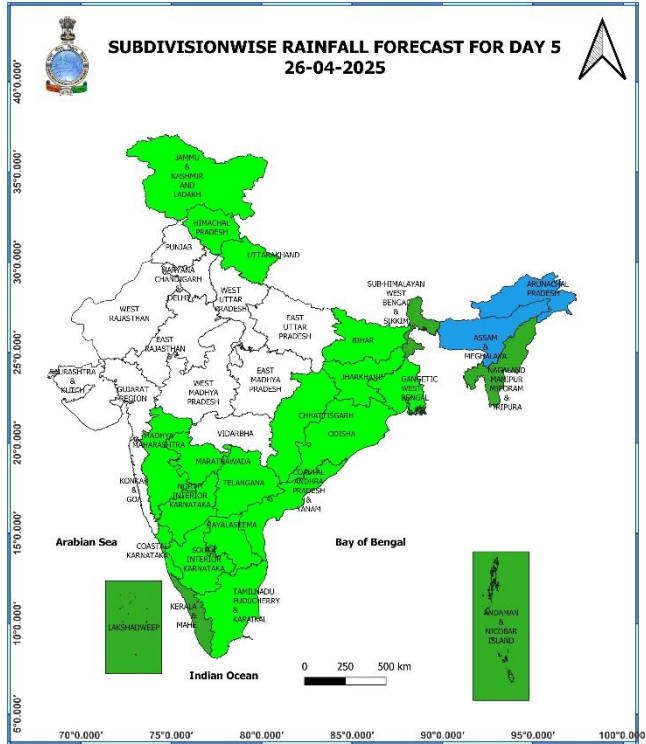 SUBDIVISIONWISE RAINFALL FORECAST FOR DAY 5
26-04-2025
40°0.000'
35°0.000'
30°0.000'
25°0.000'
20°0.000'
15°0.000'
10°0.000'
5°0.000'
JAMMU
&
KASHMIR
AND
LADAKH
HIMACHAL
PRADESH
UTTARAKHAND
PUNJAB
HARYANA
CHANDIGARH
&
DELHI
WEST
UTTAR
PRADESH
WEST
RAJASTHAN
EAST
RAJASTHAN
EAST
UTTAR
PRADESH
SUB-HIMALAYAN
WEST
BENGAL
&
SIKKIM
ARUNACHAL
PRADESH
ASSAM
&
MEGHALAYA
NAGALAND
MANIPUR
MIZORAM
&
TRIPURA
BIHAR
JHARKHAND
GANGETIC
WEST
BENGAL
SAURASHTRA
&
KUTCH
GUJARAT
REGION
WEST
MADHYA
PRADESH
EAST
MADHYA
PRADESH
CHHATTISGARH
ODISHA
VIDARBHA
MADHYA
MAHARASHTRA
MARATHWADA
TELANGANA
COASTAL
ANDHRA
PRADESH
&
YANAM
KONKAN
&
GOA
NORTH
INTERIOR
KARNATAKA
RAYALASEEMA
COASTAL
KARNATAKA
SOUTH
INTERIOR
KARNATAKA
TAMILNADU
PUDUCHERRY
&
KARAIKAL
KERALA
&
MAHE
LAKSHADWEEP
ANDAMAN
&
NICOBAR
ISLAND
Arabian Sea
Bay of Bengal
Indian Ocean
0 250 500 km
70°0.000' 75°0.000' 80°0.000' 85°0.000' 90°0.000' 95°0.000' 100°0.000'